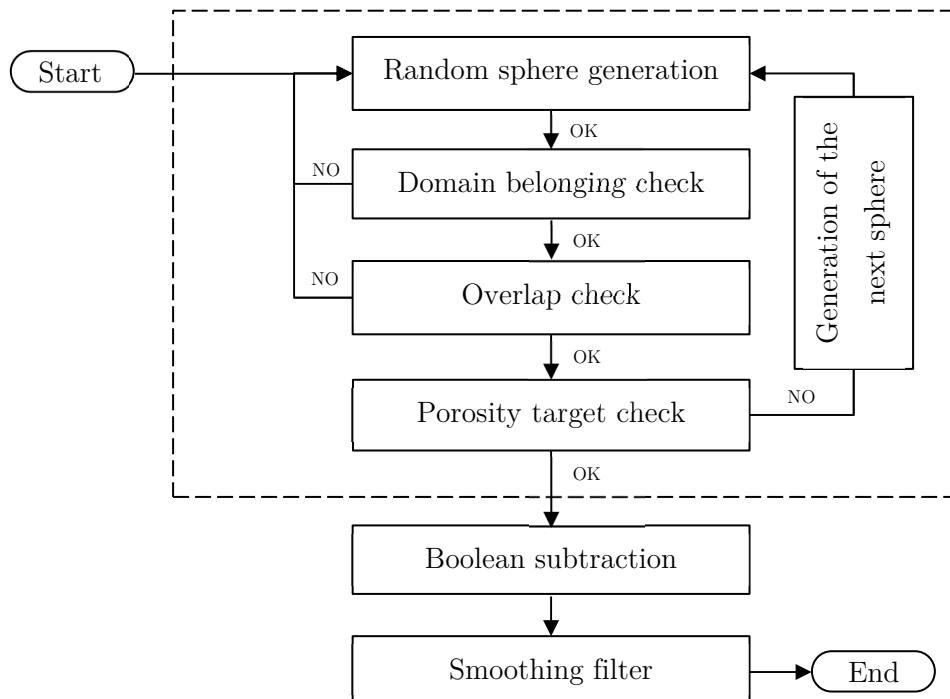 Start
Random sphere generation
OK
NO
Domain belonging check
OK
NO
Overlap check
OK
Porosity target check
NO
Generation of the
next sphere
OK
Boolean subtraction
Smoothing filter
End